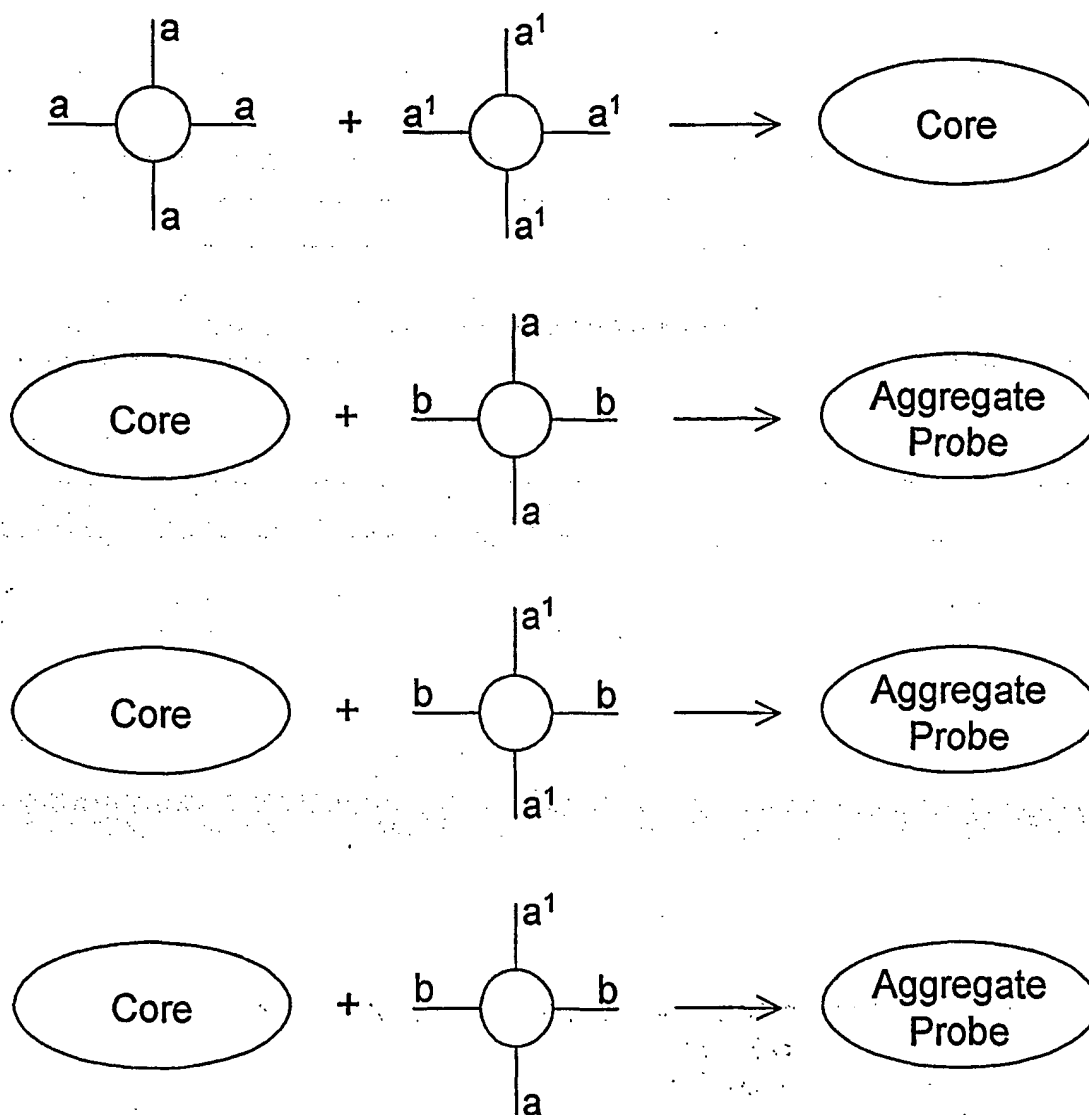 a a¹
a a + a¹ a¹ Core
a a¹
a
Core + b b Aggregate Probe
a
a¹
Core + b b Aggregate Probe
a¹
a¹
Core + b b Aggregate Probe
a